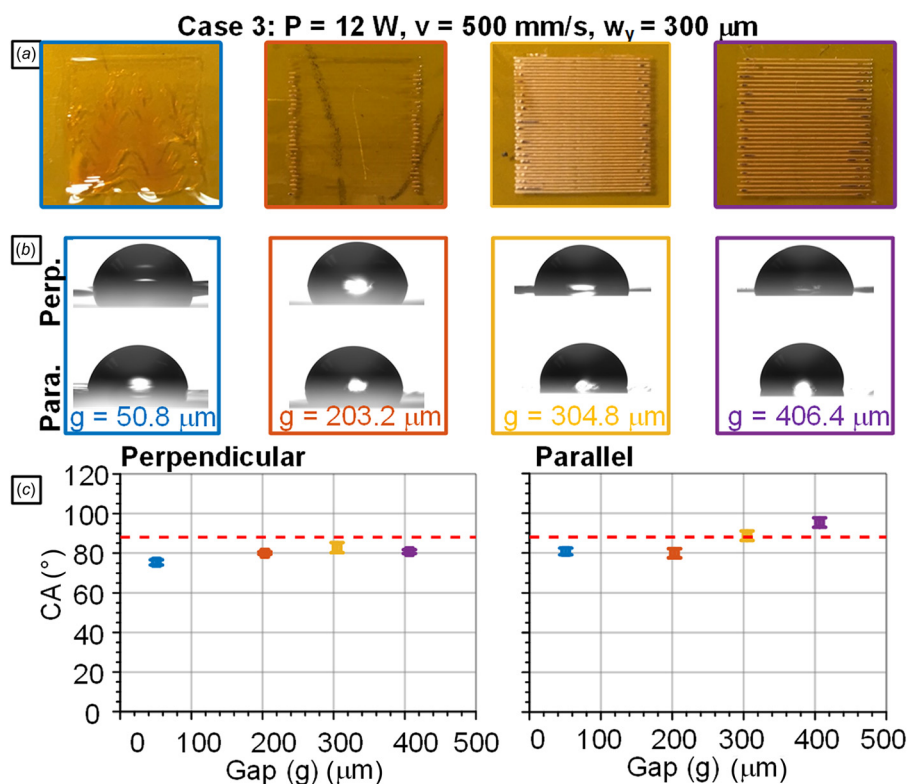 Case 3: P = 12 W, v = 500 mm/s, wᵧ = 300 μm
(a)
(b)
Perp.
Para.
g = 50.8 μm
g = 203.2 μm
g = 304.8 μm
g = 406.4 μm
(c)
Perpendicular
Parallel
CA (°)
120
100
80
60
40
20
0
0 100 200 300 400 500
0 100 200 300 400 500
Gap (g) (μm)
Gap (g) (μm)